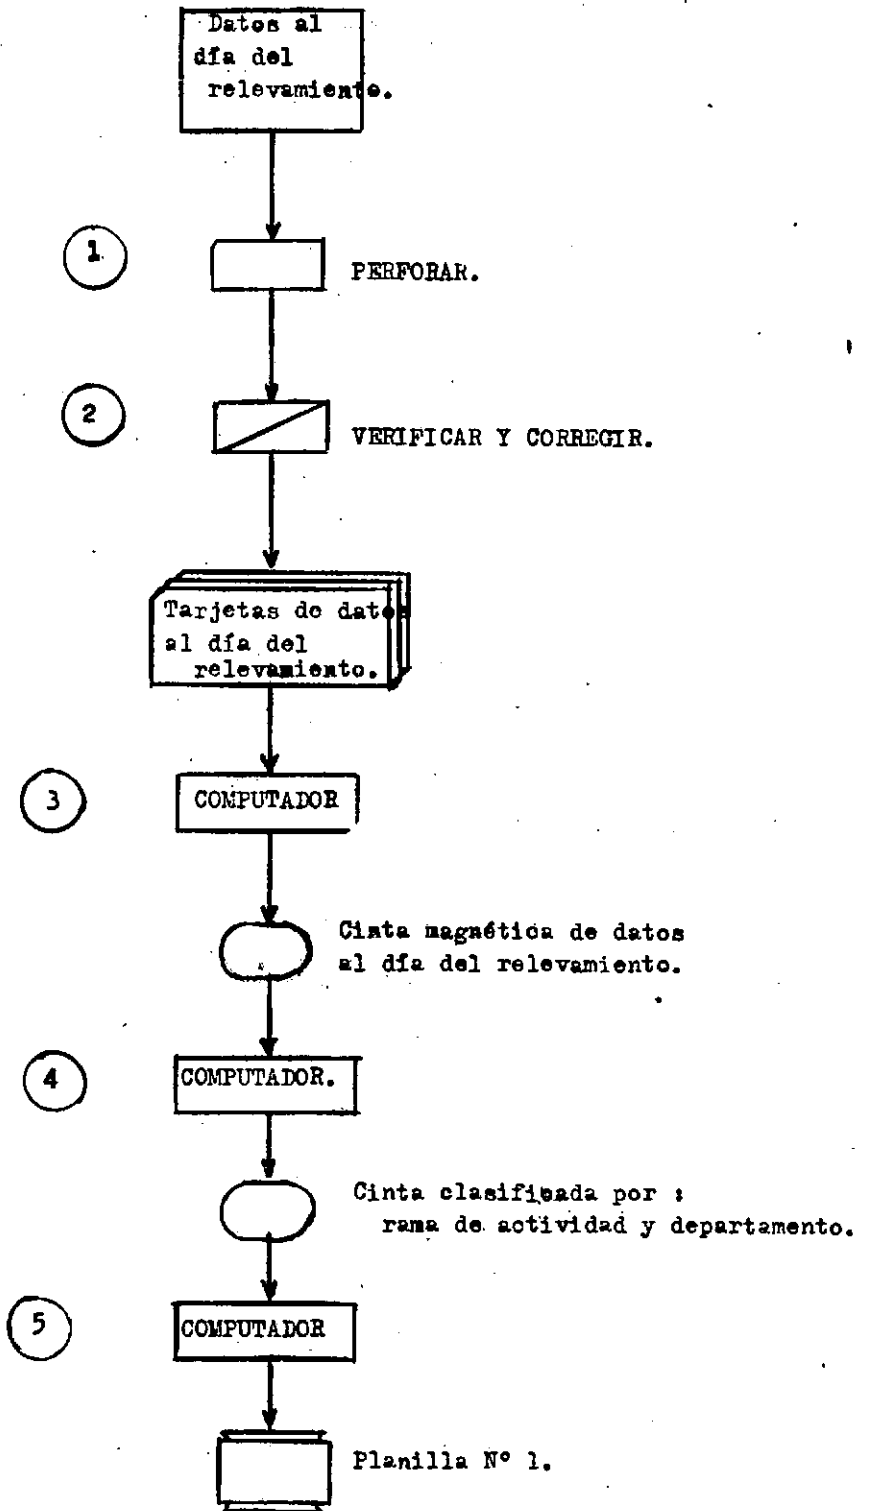 Datos al
día del
relevamiento.
1
PERFORAR.
2
VERIFICAR Y CORREGIR.
Tarjetas de datos
al día del
relevamiento.
3
COMPUTADOR
Cinta magnética de datos
al día del relevamiento.
4
COMPUTADOR.
Cinta clasificada por :
rama de actividad y departamento.
5
COMPUTADOR
Planilla Nº 1.